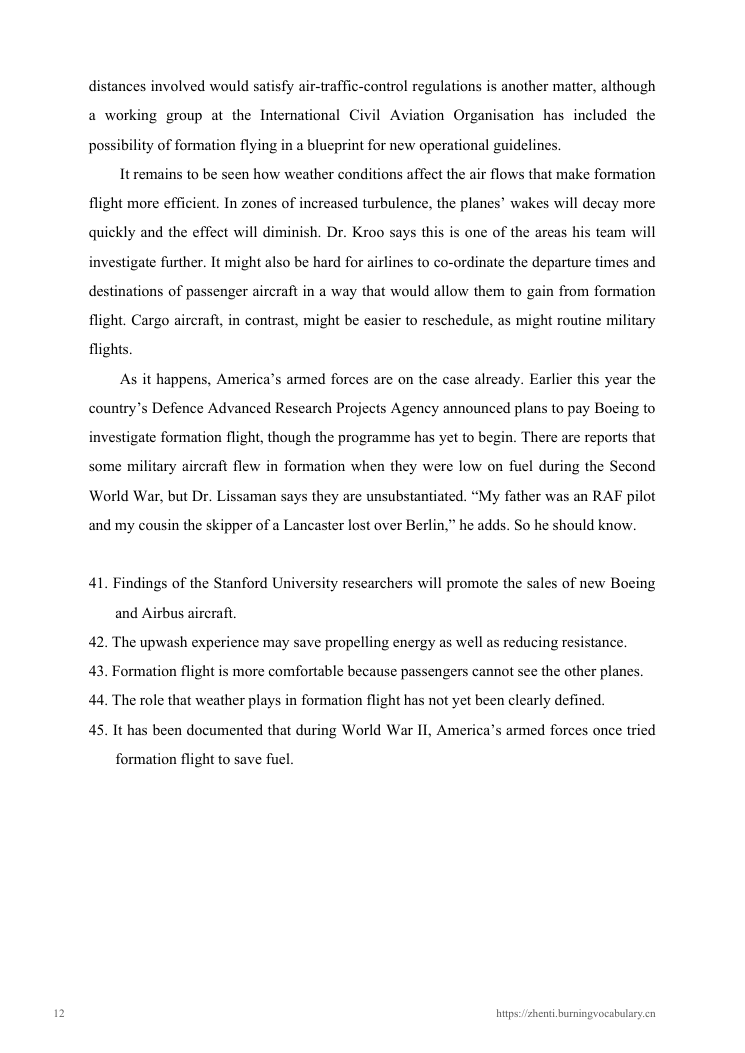 distances involved would satisfy air-traffic-control regulations is another matter, although
a working group at the International Civil Aviation Organisation has included the
possibility of formation flying in a blueprint for new operational guidelines.
It remains to be seen how weather conditions affect the air flows that make formation
flight more efficient. In zones of increased turbulence, the planes’ wakes will decay more
quickly and the effect will diminish. Dr. Kroo says this is one of the areas his team will
investigate further. It might also be hard for airlines to co-ordinate the departure times and
destinations of passenger aircraft in a way that would allow them to gain from formation
flight. Cargo aircraft, in contrast, might be easier to reschedule, as might routine military
flights.
As it happens, America’s armed forces are on the case already. Earlier this year the
country’s Defence Advanced Research Projects Agency announced plans to pay Boeing to
investigate formation flight, though the programme has yet to begin. There are reports that
some military aircraft flew in formation when they were low on fuel during the Second
World War, but Dr. Lissaman says they are unsubstantiated. “My father was an RAF pilot
and my cousin the skipper of a Lancaster lost over Berlin,” he adds. So he should know.
41. Findings of the Stanford University researchers will promote the sales of new Boeing
and Airbus aircraft.
42. The upwash experience may save propelling energy as well as reducing resistance.
43. Formation flight is more comfortable because passengers cannot see the other planes.
44. The role that weather plays in formation flight has not yet been clearly defined.
45. It has been documented that during World War II, America’s armed forces once tried
formation flight to save fuel.
12 https://zhenti.burningvocabulary.cn